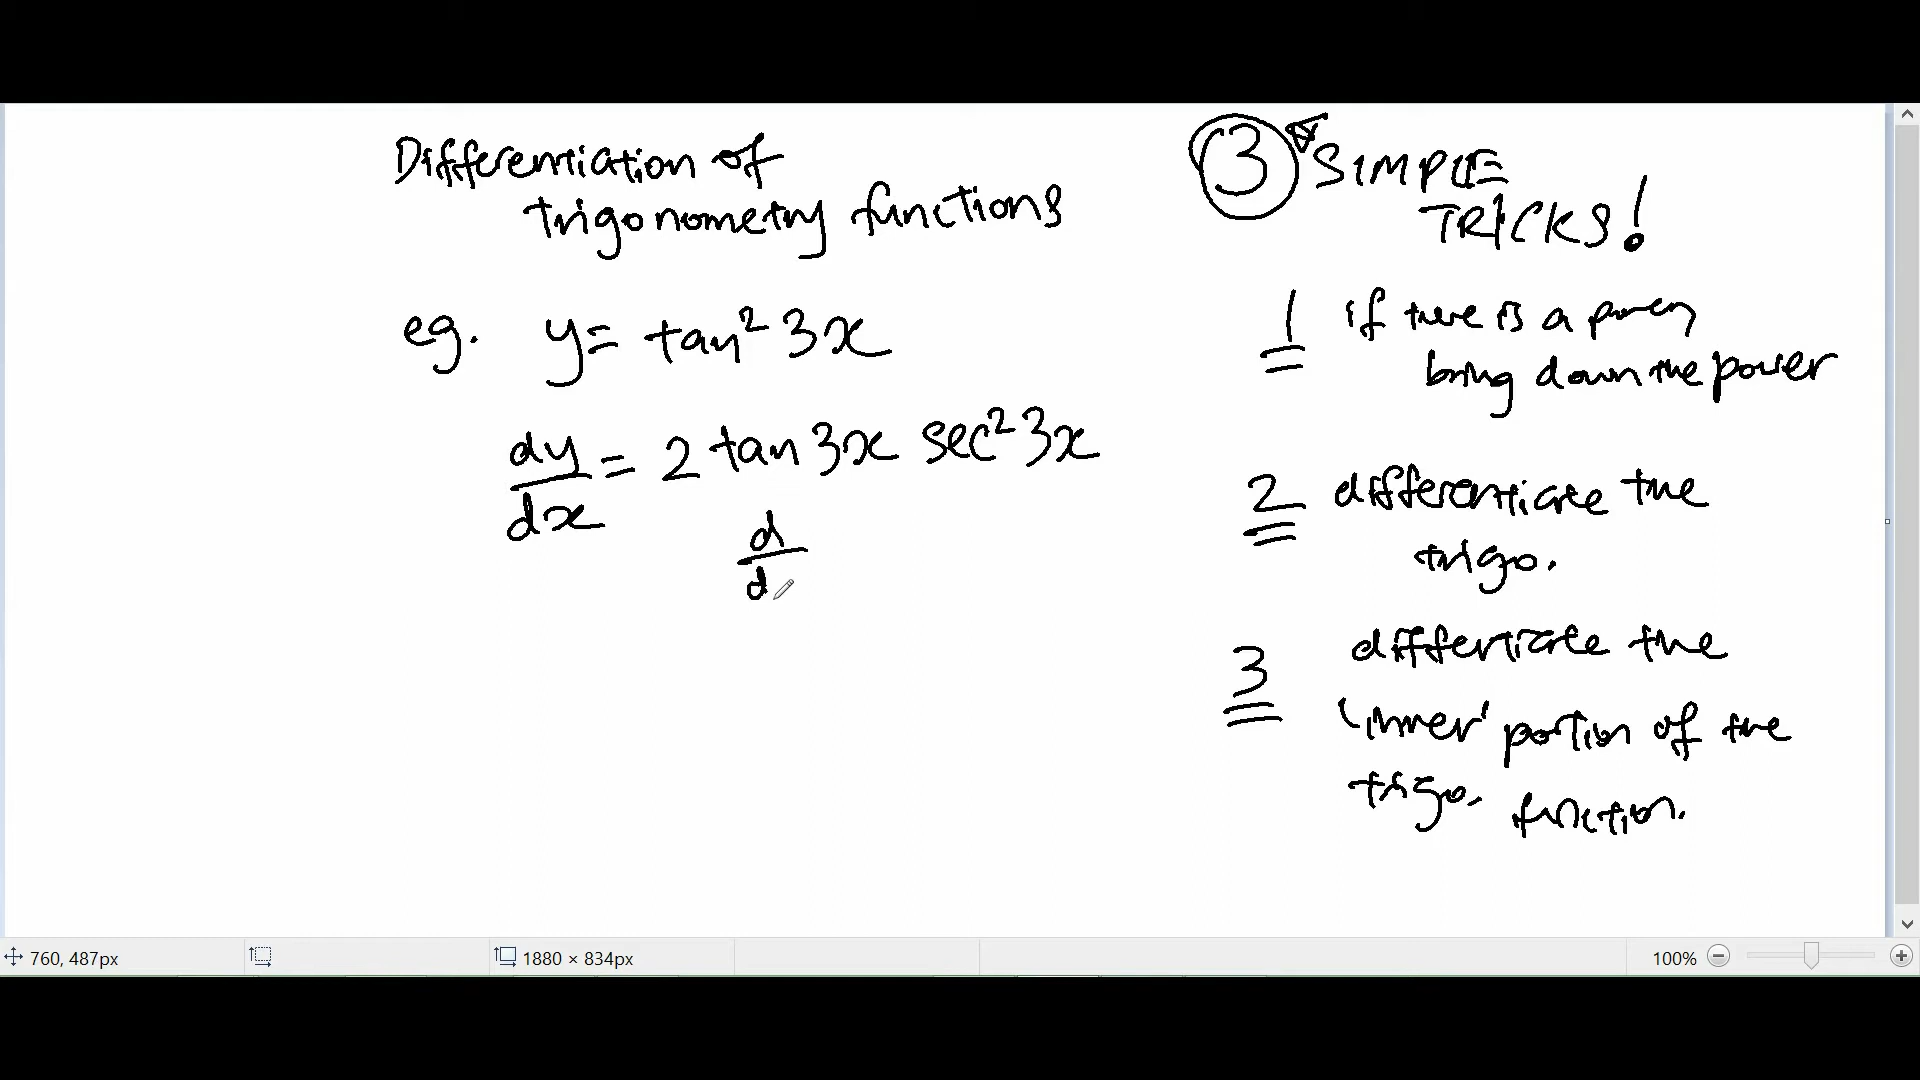 Differentiation of
trigonometry functions
eg. y = tan² 3x
dy/dx = 2 tan 3x sec² 3x
d/d
3 SIMPLE
TRICKS!
1 if there is a power,
bring down the power
2 differentiate the
trigo.
3 differtiate the
'inner' portion of the
trigo. function.
760, 487px
1880 × 834px
100%